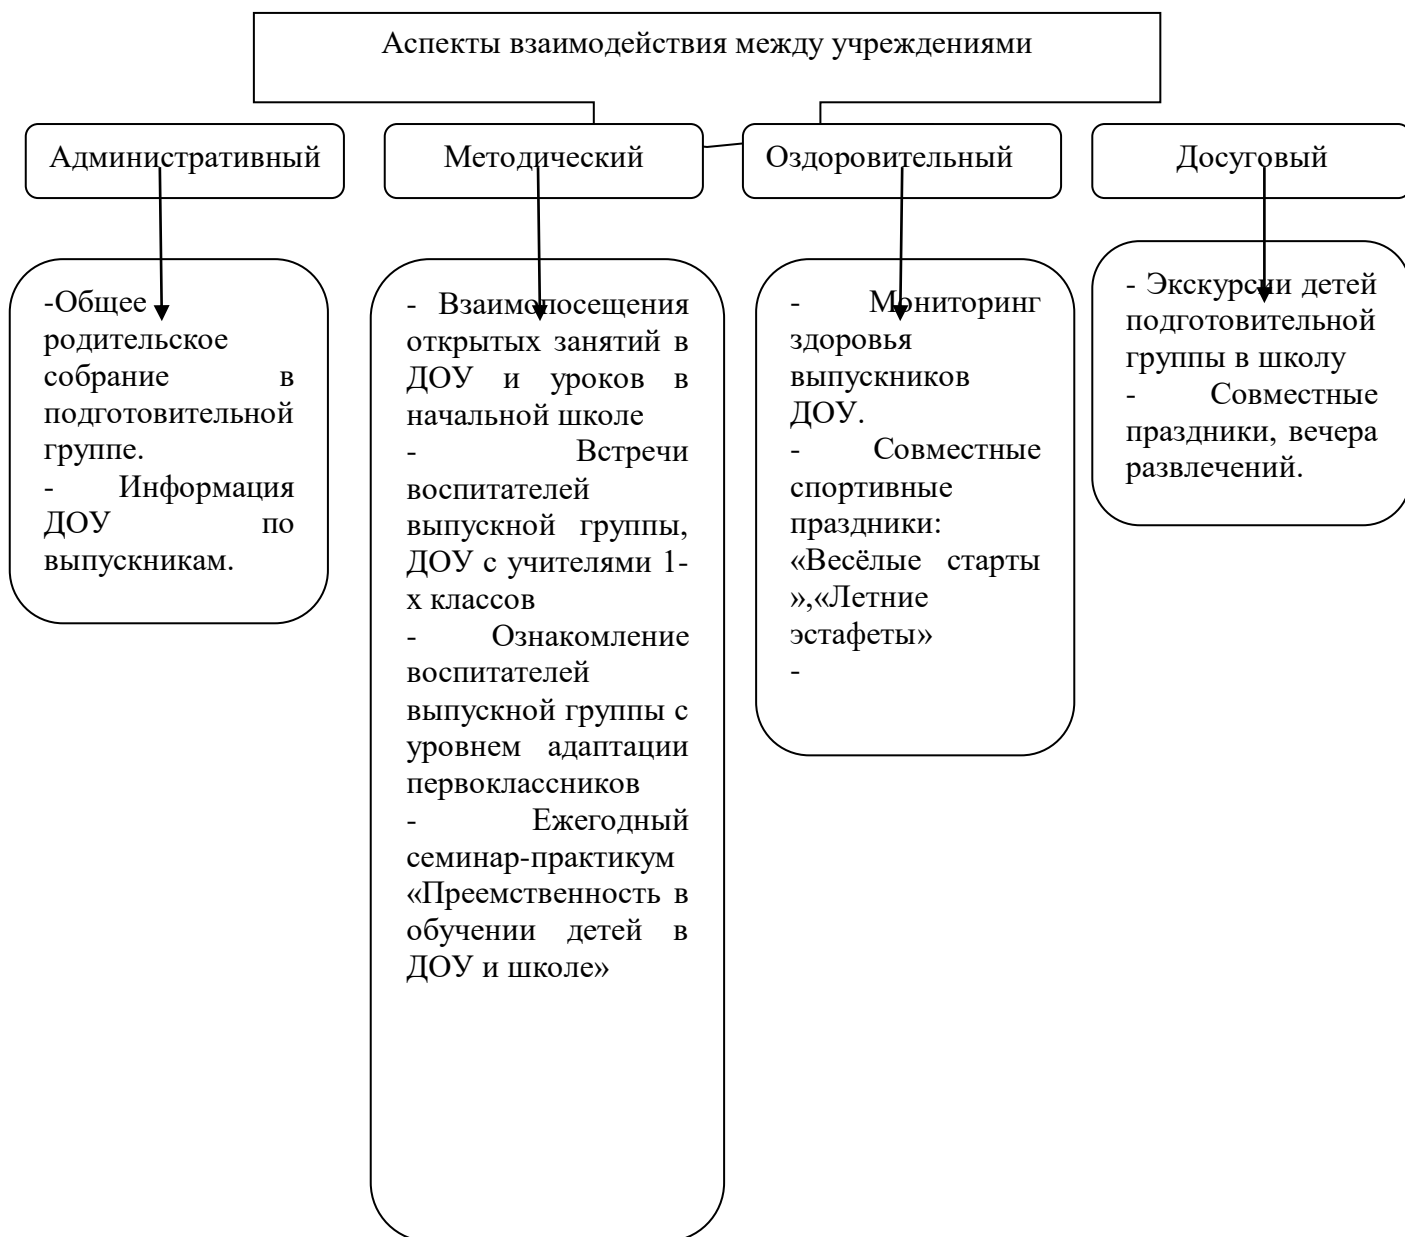 Аспекты взаимодействия между учреждениями
Административный
Методический
Оздоровительный
Досуговый
-Общее
родительское
собрание в
подготовительной
группе.
- Информация
ДОУ по
выпускникам.
- Взаимопосещения
открытых занятий в
ДОУ и уроков в
начальной школе
- Встречи
воспитателей
выпускной группы,
ДОУ с учителями 1-
х классов
- Ознакомление
воспитателей
выпускной группы с
уровнем адаптации
первоклассников
- Ежегодный
семинар-практикум
«Преемственность в
обучении детей в
ДОУ и школе»
- Мониторинг
здоровья
выпускников
ДОУ.
- Совместные
спортивные
праздники:
«Весёлые старты
»,«Летние
эстафеты»
-
- Экскурсии детей
подготовительной
группы в школу
- Совместные
праздники, вечера
развлечений.